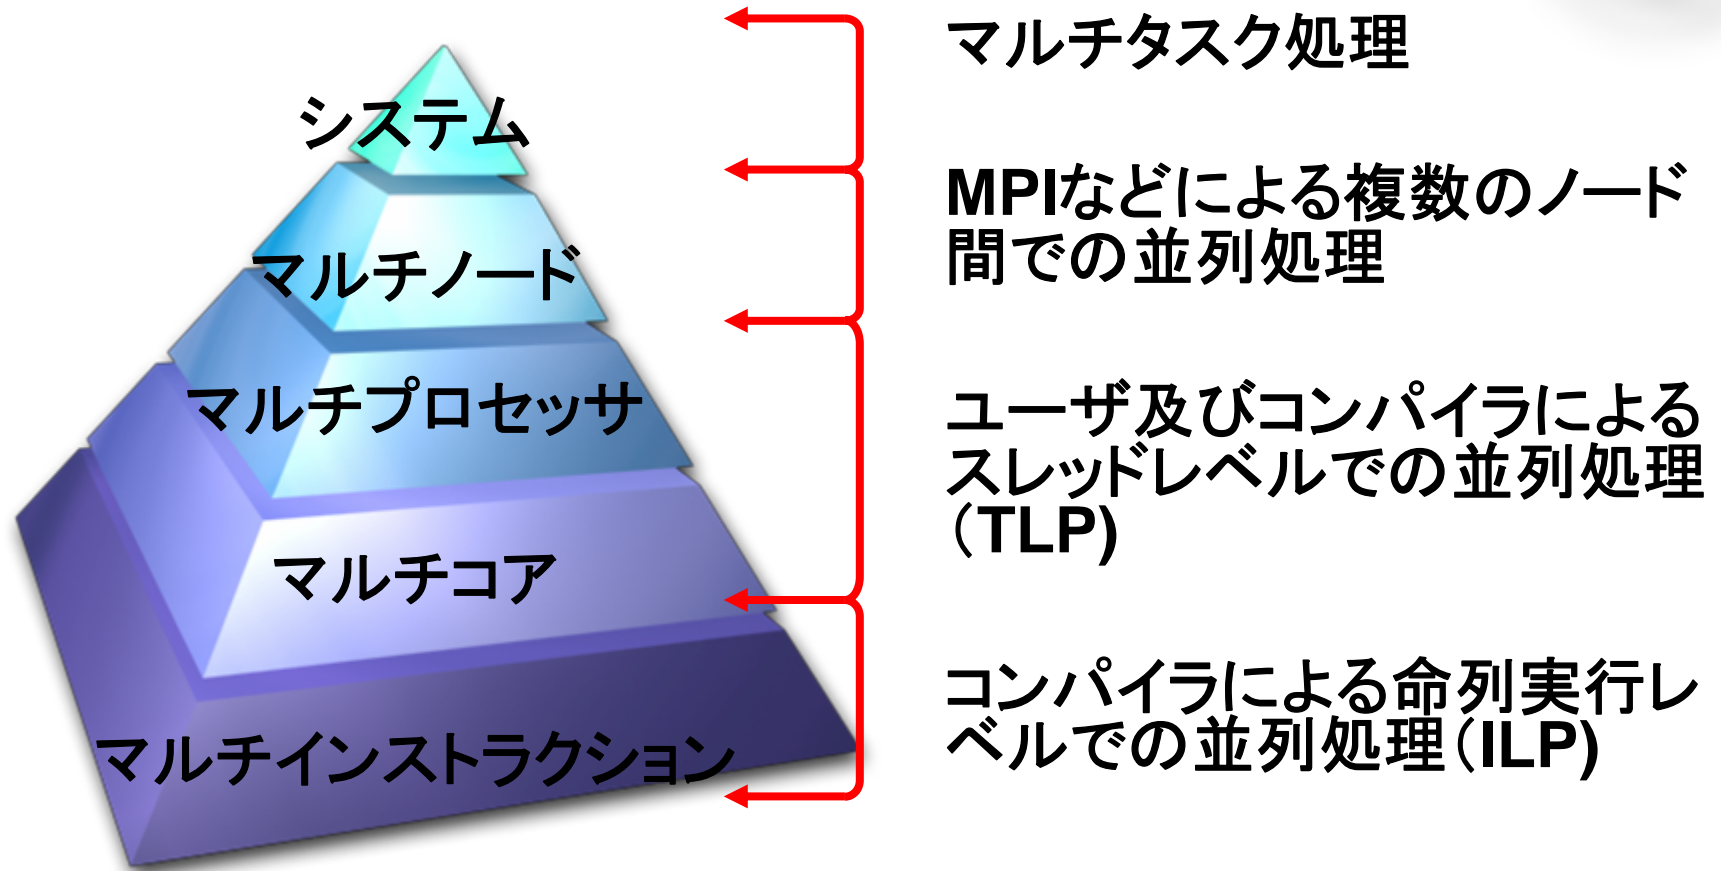 システム
マルチノード
マルチプロセッサ
マルチコア
マルチインストラクション
マルチタスク処理
MPIなどによる複数のノード
間での並列処理
ユーザ及びコンパイラによる
スレッドレベルでの並列処理
（TLP)
コンパイラによる命列実行レ
ベルでの並列処理（ILP)